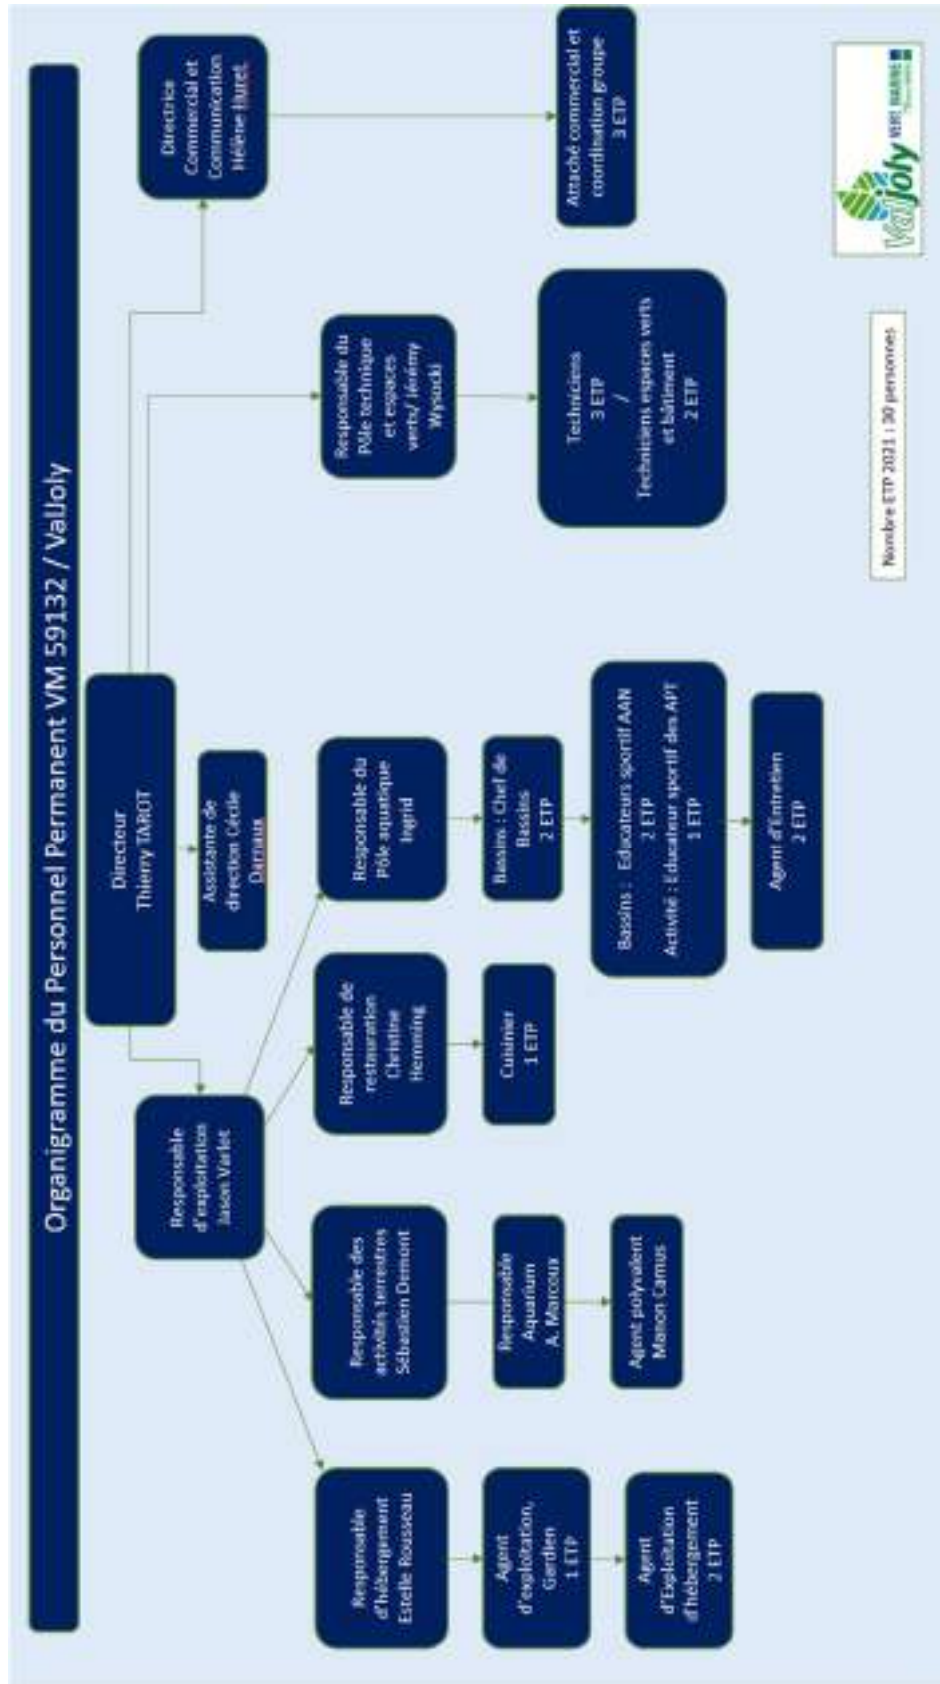 Organigramme du Personnel Permanent VM 59132 / ValJoly
Directeur
Thierry TAROT
Assistante de
direction Cécile
Darnaux
Responsable
d'exploitation
Jason Varlet
Directrice
Commercial et
Communication
Hélène Huret
Responsable
d'hébergement
Estelle Rousseau
Responsable des
activités terrestres
Sébastien Demont
Responsable de
restauration
Christine
Hemming
Responsable du
Pôle aquatique
Ingrid
Responsable du
Pôle technique
et espaces
verts/ Jérémy
Wysocki
Agent
d'exploitation,
Gardien
1 ETP
Responsable
Aquarium
A. Marcoux
Cuisinier
1 ETP
Bassins : Chef de
Bassins
2 ETP
Techniciens
3 ETP
/
Techniciens espaces verts
et bâtiment
2 ETP
Attaché commercial et
coordination groupe
3 ETP
Agent
d'Exploitation
d'hébergement
2 ETP
Agent polyvalent
Manon Camus
Bassins : Educateurs sportif AAN
2 ETP
Activité : Educateur sportif des APT
1 ETP
Agent d'Entretien
2 ETP
Nombre ETP 2021 : 30 personnes
Valjoly
VERT MARINE